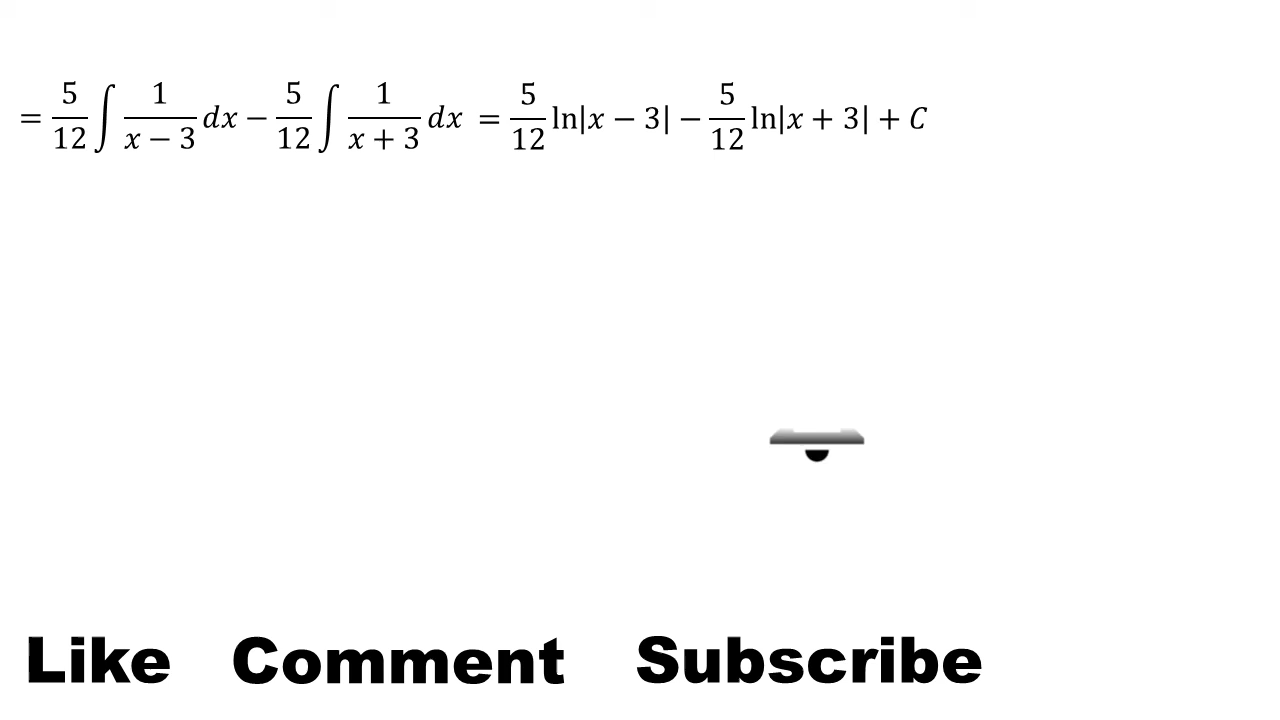 = 5/12 ∫ 1/(x − 3) dx − 5/12 ∫ 1/(x + 3) dx = 5/12 ln|x − 3| − 5/12 ln|x + 3| + C
Like Comment Subscribe